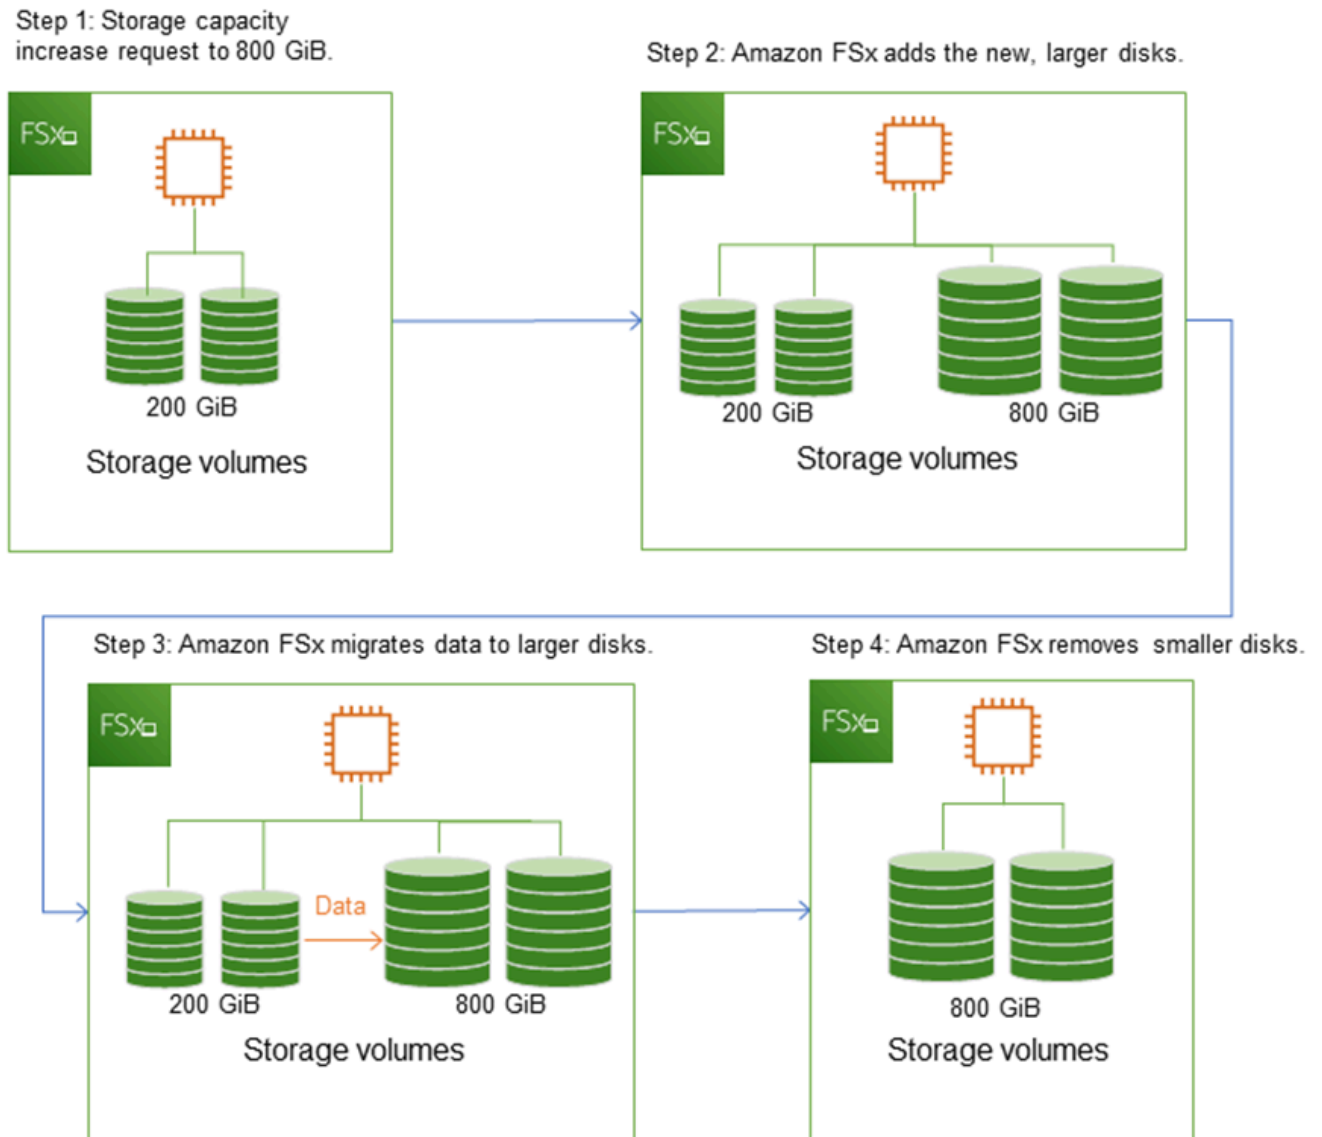 Step 1: Storage capacity
increase request to 800 GiB.
FSx
200 GiB
Storage volumes
Step 2: Amazon FSx adds the new, larger disks.
FSx
200 GiB
800 GiB
Storage volumes
Step 3: Amazon FSx migrates data to larger disks.
FSx
Data
200 GiB
800 GiB
Storage volumes
Step 4: Amazon FSx removes smaller disks.
FSx
800 GiB
Storage volumes